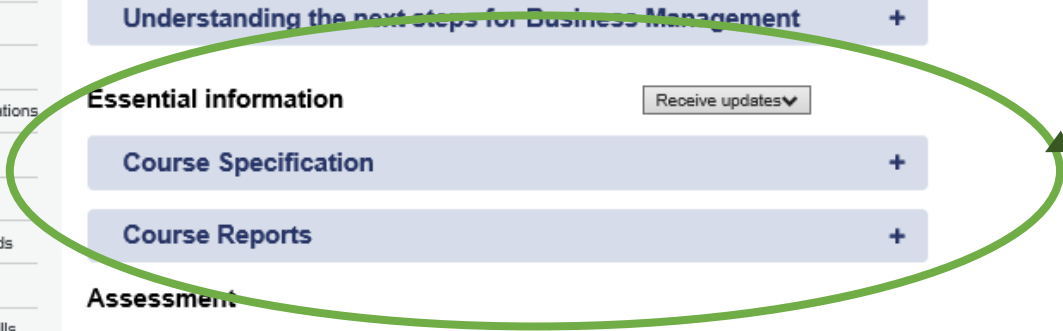 Understanding the next steps for Business Management +
Essential information
Receive updates
Course Specification +
Course Reports +
Assessment